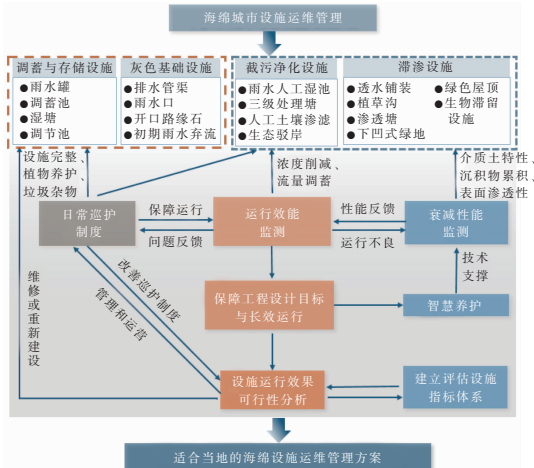 海绵城市设施运维管理
调蓄与存储设施
●雨水罐
●调蓄池
●湿塘
●调节池
灰色基础设施
●排水管渠
●雨水口
●开口路缘石
●初期雨水弃流
截污净化设施
●雨水人工湿池
●三级处理塘
●人工土壤渗滤
●生态驳岸
滞渗设施
●透水铺装
●植草沟
●渗透塘
●下凹式绿地
●绿色屋顶
●生物滞留
设施
设施完整、
植物养护、
垃圾杂物
浓度削减、
流量调蓄
介质土特性、
沉积物累积、
表面渗透性
日常巡护
制度
保障运行
问题反馈
运行效能
监测
性能反馈
运行不良
衰减性能
监测
技术
支撑
维修或重新建设
改善巡护制度
管理和运营
保障工程设计目标
与长效运行
智慧养护
设施运行效果
可行性分析
建立评估设施
指标体系
适合当地的海绵设施运维管理方案